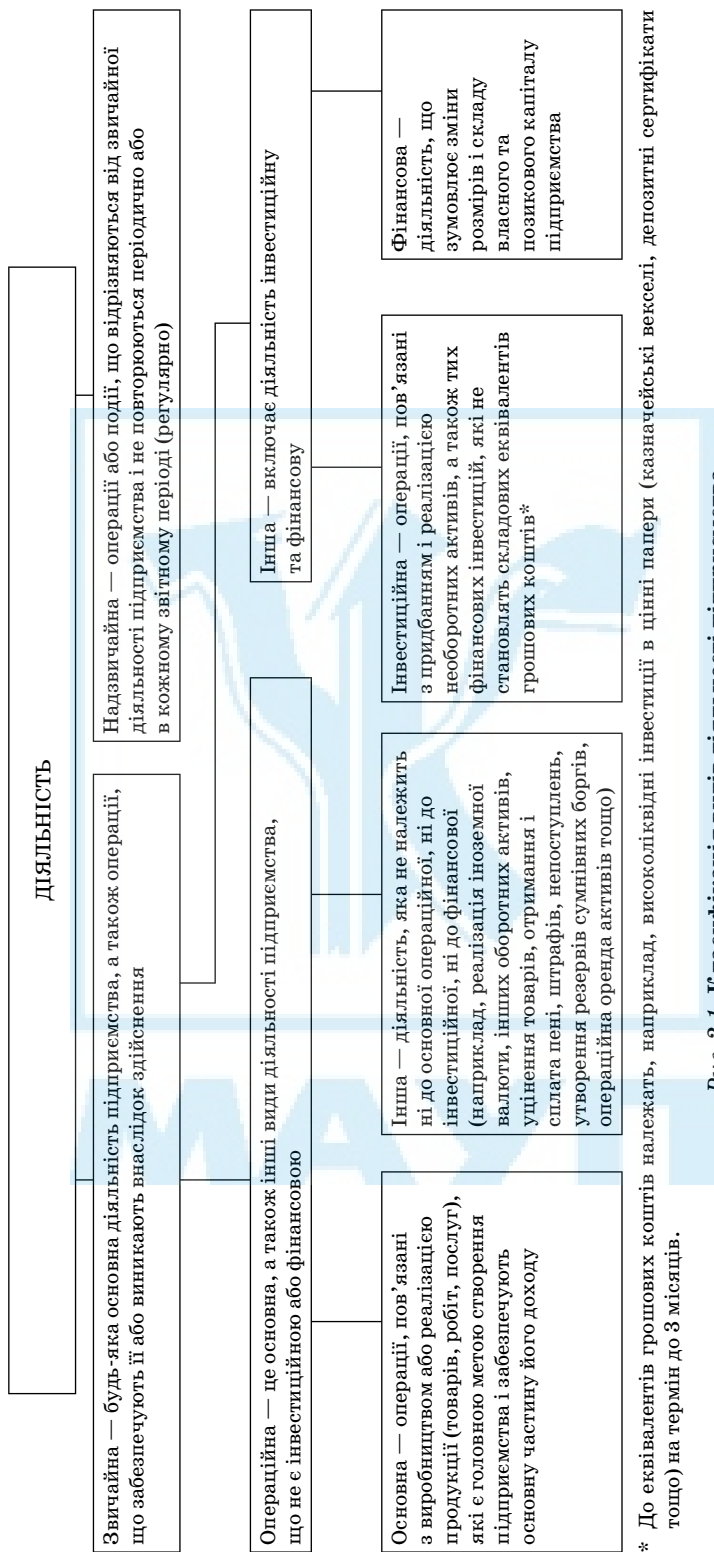 ДІЯЛЬНІСТЬ
Звичайна — будь-яка основна діяльність підприємства, а також операції,
що забезпечують її або виникають внаслідок здійснення
Надзвичайна — операції або події, що відрізняються від звичайної
діяльності підприємства і не повторюються періодично або
в кожному звітному періоді (регулярно)
Операційна — це основна, а також інші види діяльності підприємства,
що не є інвестиційною або фінансовою
Інша — включає діяльність інвестиційну
та фінансову
Основна — операції, пов’язані
з виробництвом або реалізацією
продукції (товарів, робіт, послуг),
які є головною метою створення
підприємства і забезпечують
основну частину його доходу
Інша — діяльність, яка не належить
ні до основної операційної, ні до
інвестиційної, ні до фінансової
(наприклад, реалізація іноземної
валюти, інших оборотних активів,
уцінення товарів, отримання і
сплата пені, штрафів, непоступлень,
утворення резервів сумнівних боргів,
операційна оренда активів тощо)
Інвестиційна — операції, пов’язані
з придбанням і реалізацією
необоротних активів, а також тих
фінансових інвестицій, які не
становлять складових еквівалентів
грошових коштів*
Фінансова —
діяльність, що
зумовлює зміни
розмірів і складу
власного та
позикового капіталу
підприємства
* До еквівалентів грошових коштів належать, наприклад, високоліквідні інвестиції в цінні папери (казначейські векселі, депозитні сертифікати
тощо) на термін до 3 місяців.
МАУП